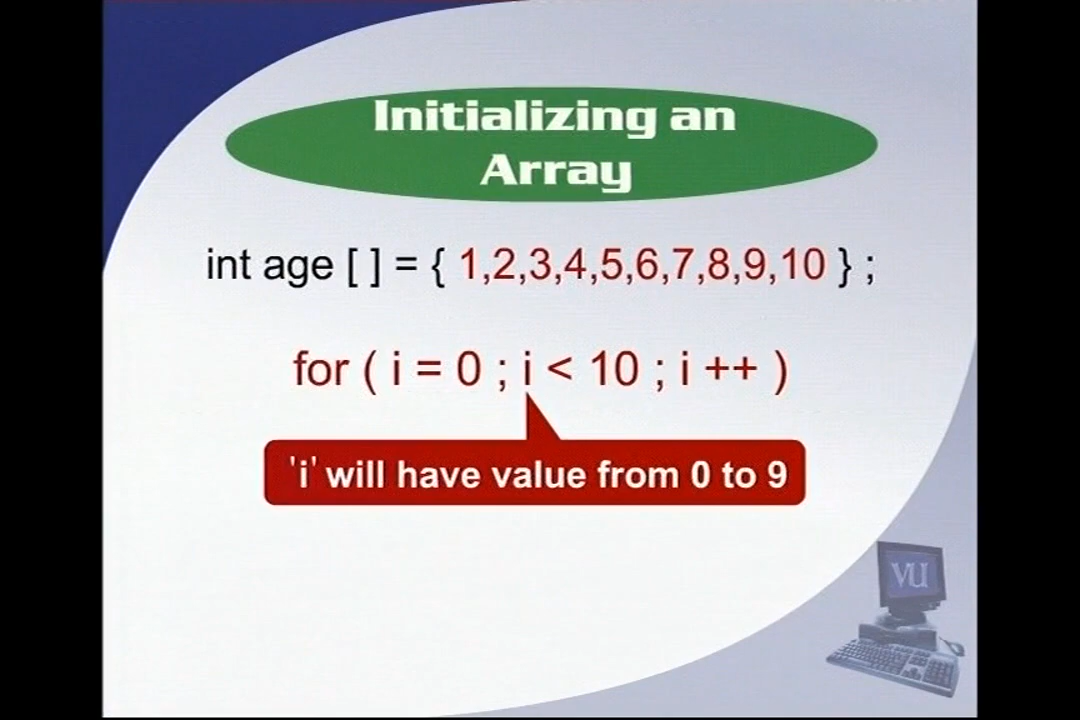 Initializing an
Array
int age [ ] = { 1,2,3,4,5,6,7,8,9,10 } ;
for ( i = 0 ; i < 10 ; i ++ )
'i' will have value from 0 to 9
VU